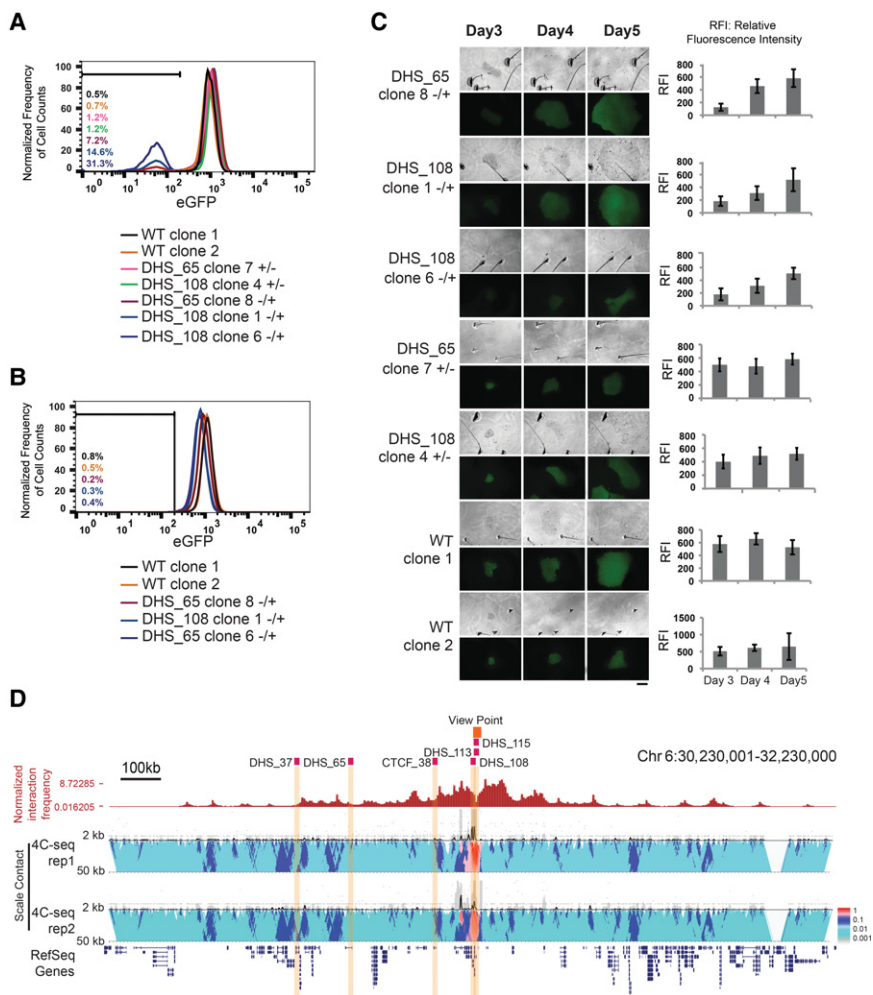 A
Normalized Frequency
of Cell Counts
100
80
60
40
20
0
0.5%
0.7%
1.2%
1.2%
7.2%
14.6%
31.3%
10^0 10^1 10^2 10^3 10^4 10^5
eGFP
WT clone 1
WT clone 2
DHS_65 clone 7 +/-
DHS_108 clone 4 +/-
DHS_65 clone 8 -/+
DHS_108 clone 1 -/+
DHS_108 clone 6 -/+
B
Normalized Frequency
of Cell Counts
100
80
60
40
20
0
0.8%
0.5%
0.2%
0.3%
0.4%
10^0 10^1 10^2 10^3 10^4 10^5
eGFP
WT clone 1
WT clone 2
DHS_65 clone 8 -/+
DHS_108 clone 1 -/+
DHS_65 clone 6 -/+
C
Day3 Day4 Day5
RFI: Relative
Fluorescence Intensity
DHS_65
clone 8 -/+
RFI
800
600
400
200
0
DHS_108
clone 1 -/+
RFI
800
600
400
200
0
DHS_108
clone 6 -/+
RFI
800
600
400
200
0
DHS_65
clone 7 +/-
RFI
800
600
400
200
0
DHS_108
clone 4 +/-
RFI
800
600
400
200
0
WT
clone 1
RFI
800
600
400
200
0
WT
clone 2
RFI
1500
1000
500
0
Day 3 Day 4 Day5
D
View Point
100kb
DHS_37 DHS_65 CTCF_38 DHS_113 DHS_115
DHS_108
Chr 6:30,230,001-32,230,000
Normalized
interaction
frequency
8.72285
0.016205
Scale Contact
4C-seq
rep1
2 kb
50 kb
4C-seq
rep2
2 kb
50 kb
1
0.1
0.01
0.001
RefSeq
Genes